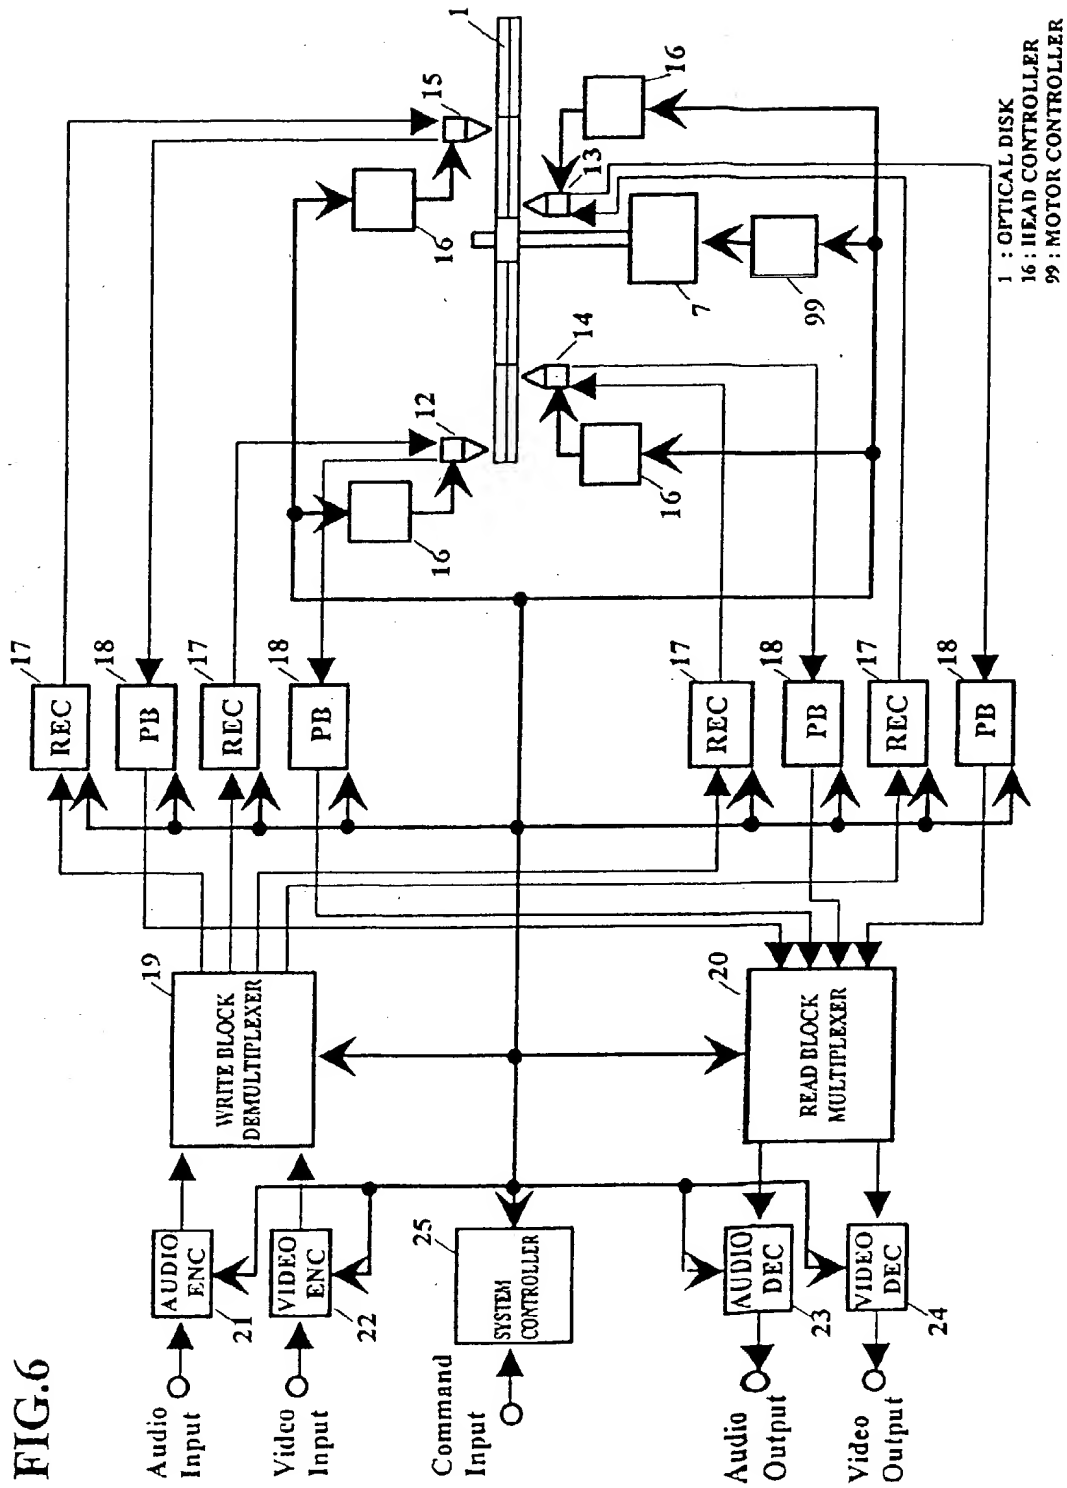 FIG.6
Audio
Input
Video
Input
Command
Input
Audio
Output
Video
Output
AUDIO
ENC
21
VIDEO
ENC
22
25
SYSTEM
CONTROLLER
AUDIO
DEC
23
VIDEO
DEC
24
19
WRITE BLOCK
DEMULTIPLEXER
20
READ BLOCK
MULTIPLEXER
17
REC
18
PB
17
REC
18
PB
17
REC
18
PB
17
REC
18
PB
16
12
16
15
1
16
14
7
99
13
16
1 : OPTICAL DISK
16 : HEAD CONTROLLER
99 : MOTOR CONTROLLER